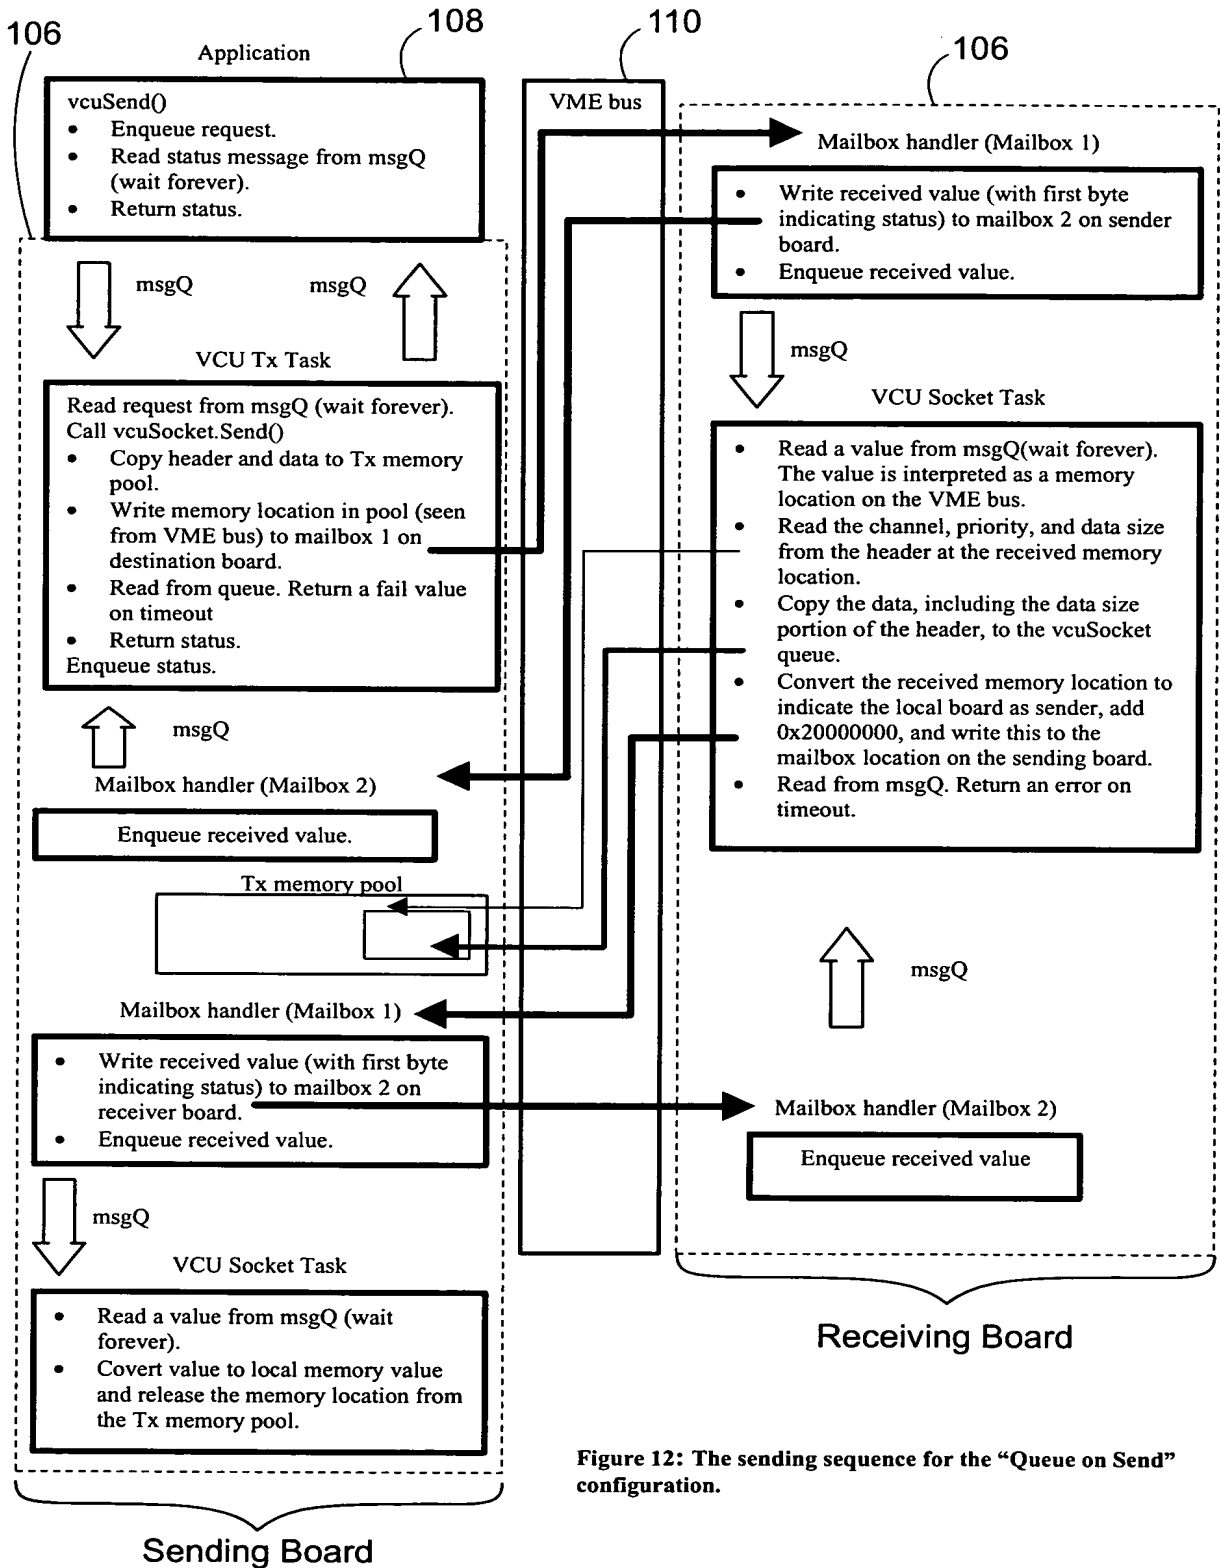 106
Application
108
vcuSend()
• Enqueue request.
• Read status message from msgQ
(wait forever).
• Return status.
msgQ
msgQ
VCU Tx Task
Read request from msgQ (wait forever).
Call vcuSocket.Send()
• Copy header and data to Tx memory
pool.
• Write memory location in pool (seen
from VME bus) to mailbox 1 on
destination board.
• Read from queue. Return a fail value
on timeout
• Return status.
Enqueue status.
msgQ
Mailbox handler (Mailbox 2)
Enqueue received value.
Tx memory pool
Mailbox handler (Mailbox 1)
• Write received value (with first byte
indicating status) to mailbox 2 on
receiver board.
• Enqueue received value.
msgQ
VCU Socket Task
• Read a value from msgQ (wait
forever).
• Covert value to local memory value
and release the memory location from
the Tx memory pool.
Sending Board
110
VME bus
106
Mailbox handler (Mailbox 1)
• Write received value (with first byte
indicating status) to mailbox 2 on sender
board.
• Enqueue received value.
msgQ
VCU Socket Task
• Read a value from msgQ(wait forever).
The value is interpreted as a memory
location on the VME bus.
• Read the channel, priority, and data size
from the header at the received memory
location.
• Copy the data, including the data size
portion of the header, to the vcuSocket
queue.
• Convert the received memory location to
indicate the local board as sender, add
0x20000000, and write this to the
mailbox location on the sending board.
• Read from msgQ. Return an error on
timeout.
msgQ
Mailbox handler (Mailbox 2)
Enqueue received value
Receiving Board
Figure 12: The sending sequence for the “Queue on Send”
configuration.